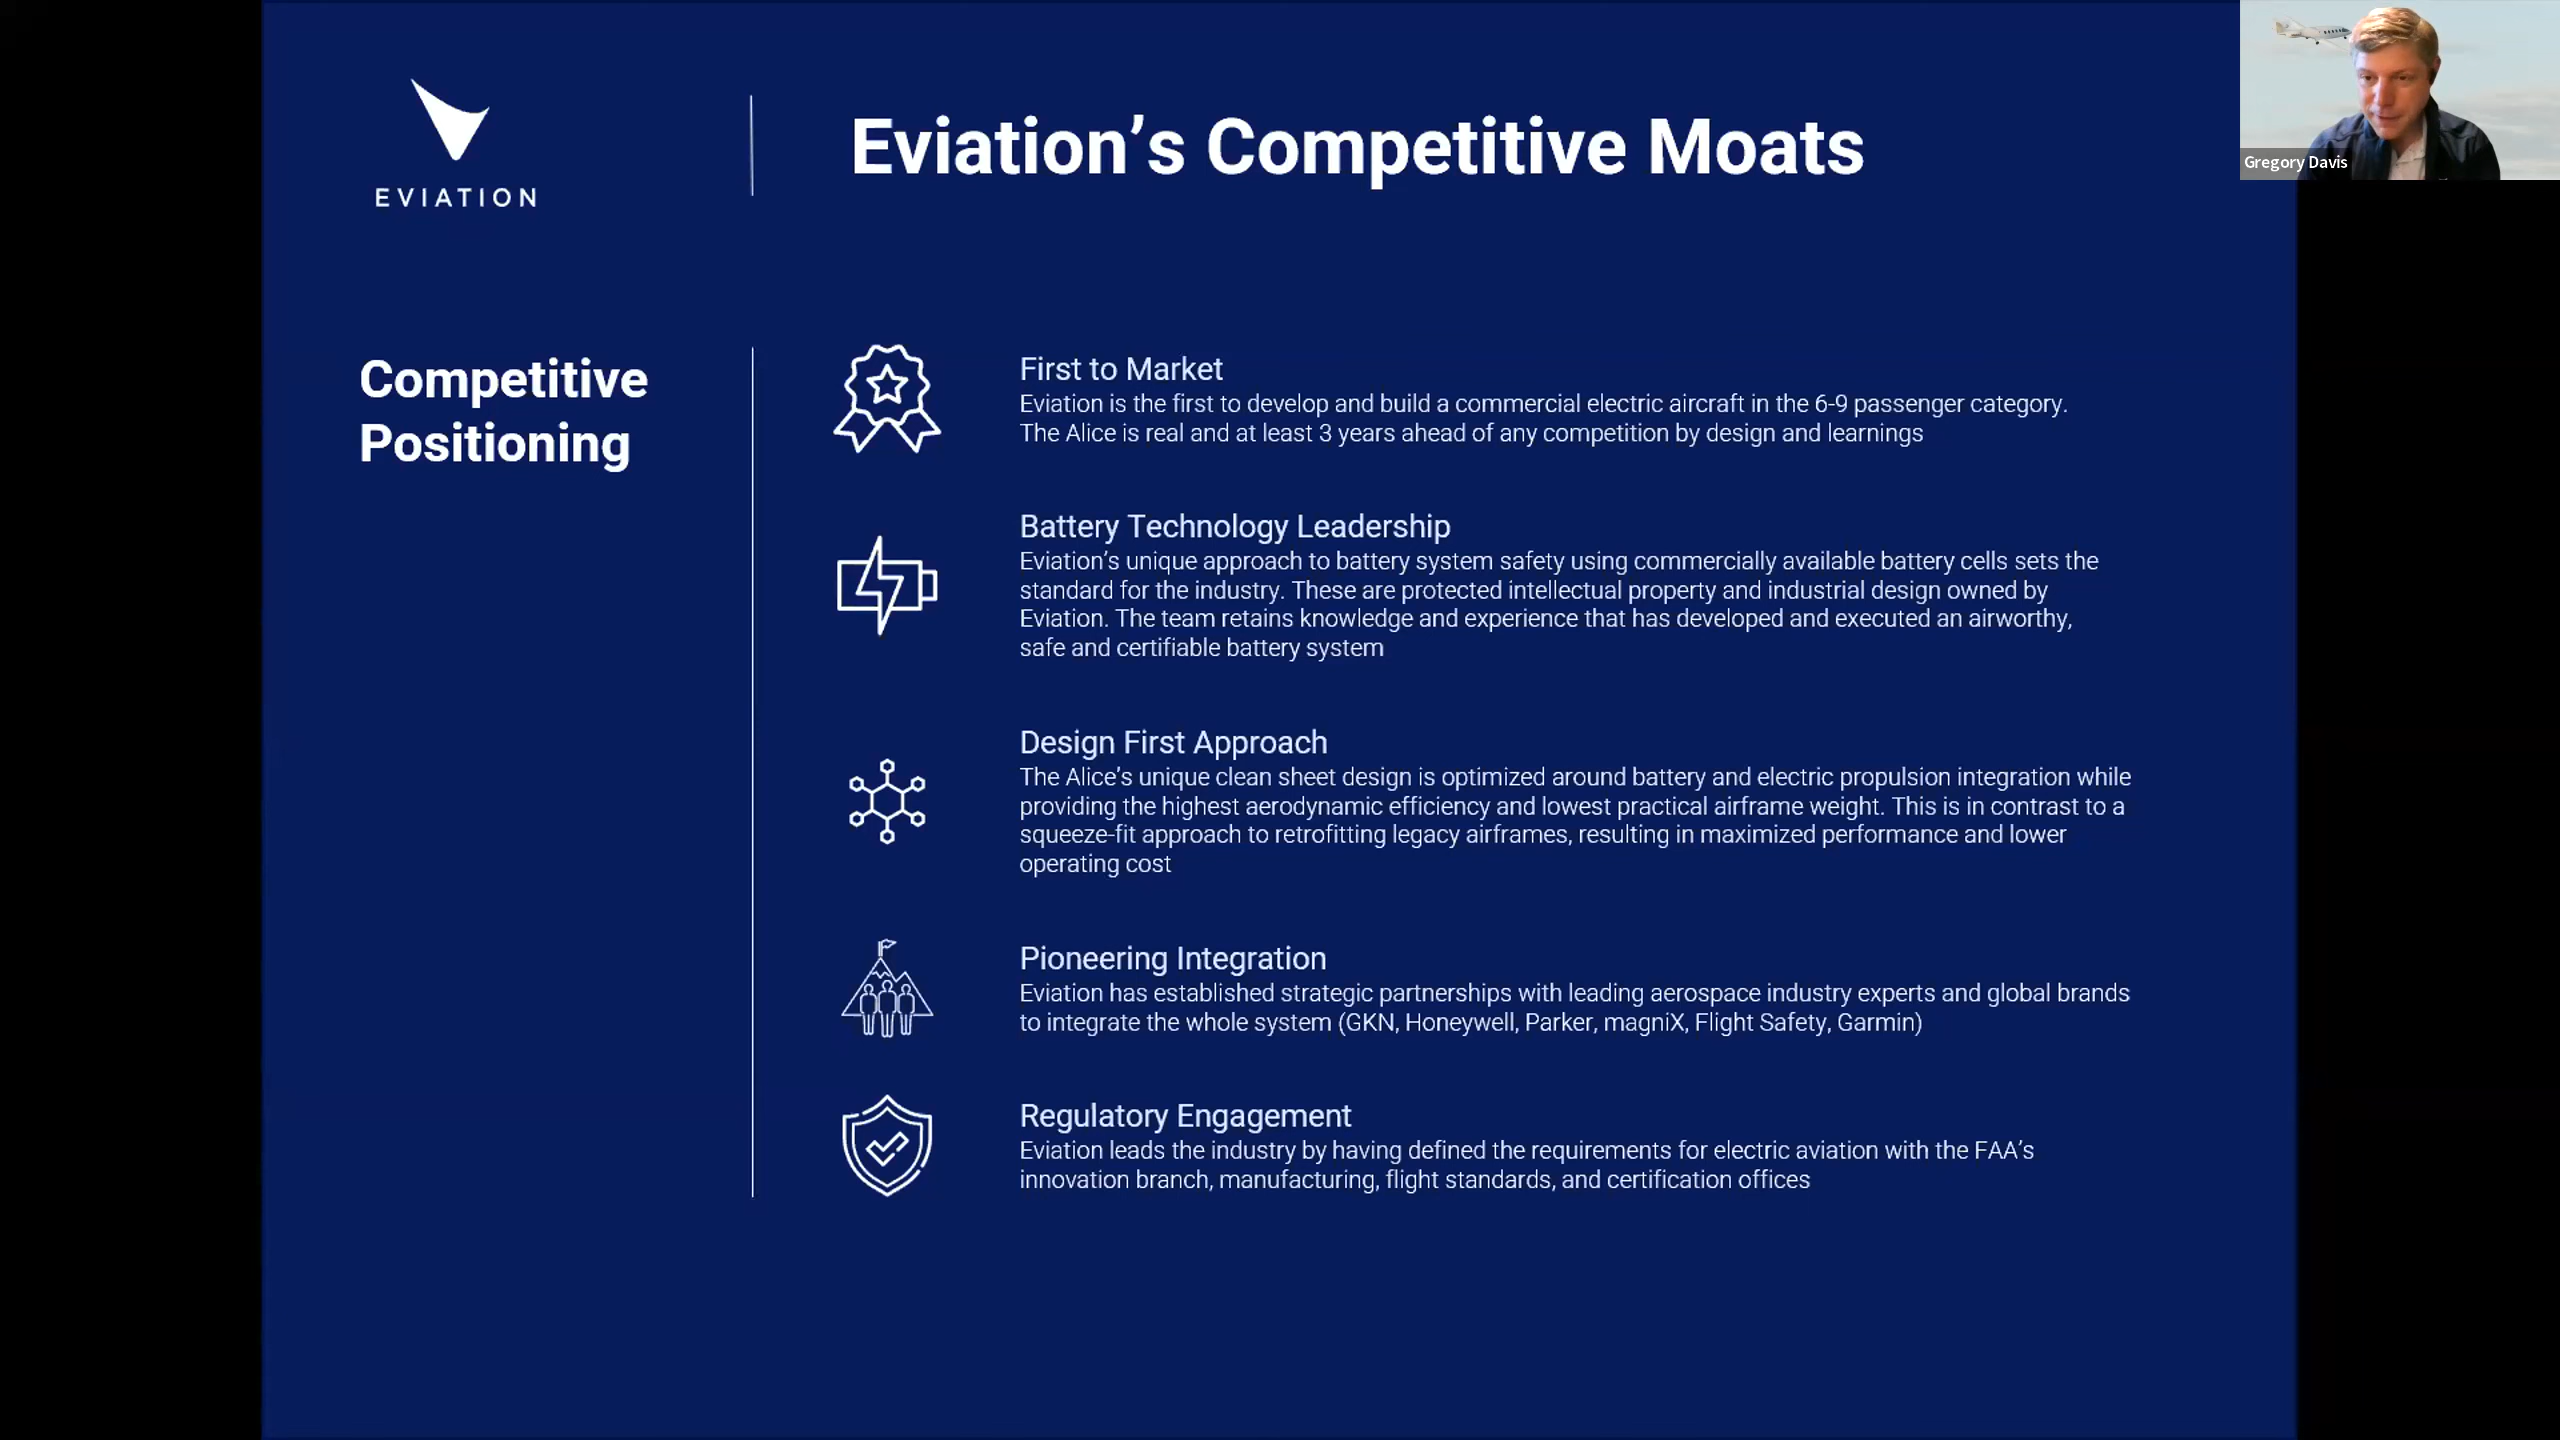 EVIATION
Eviation’s Competitive Moats
Gregory Davis
Competitive
Positioning
First to Market
Eviation is the first to develop and build a commercial electric aircraft in the 6-9 passenger category.
The Alice is real and at least 3 years ahead of any competition by design and learnings
Battery Technology Leadership
Eviation’s unique approach to battery system safety using commercially available battery cells sets the
standard for the industry. These are protected intellectual property and industrial design owned by
Eviation. The team retains knowledge and experience that has developed and executed an airworthy,
safe and certifiable battery system
Design First Approach
The Alice’s unique clean sheet design is optimized around battery and electric propulsion integration while
providing the highest aerodynamic efficiency and lowest practical airframe weight. This is in contrast to a
squeeze-fit approach to retrofitting legacy airframes, resulting in maximized performance and lower
operating cost
Pioneering Integration
Eviation has established strategic partnerships with leading aerospace industry experts and global brands
to integrate the whole system (GKN, Honeywell, Parker, magniX, Flight Safety, Garmin)
Regulatory Engagement
Eviation leads the industry by having defined the requirements for electric aviation with the FAA’s
innovation branch, manufacturing, flight standards, and certification offices